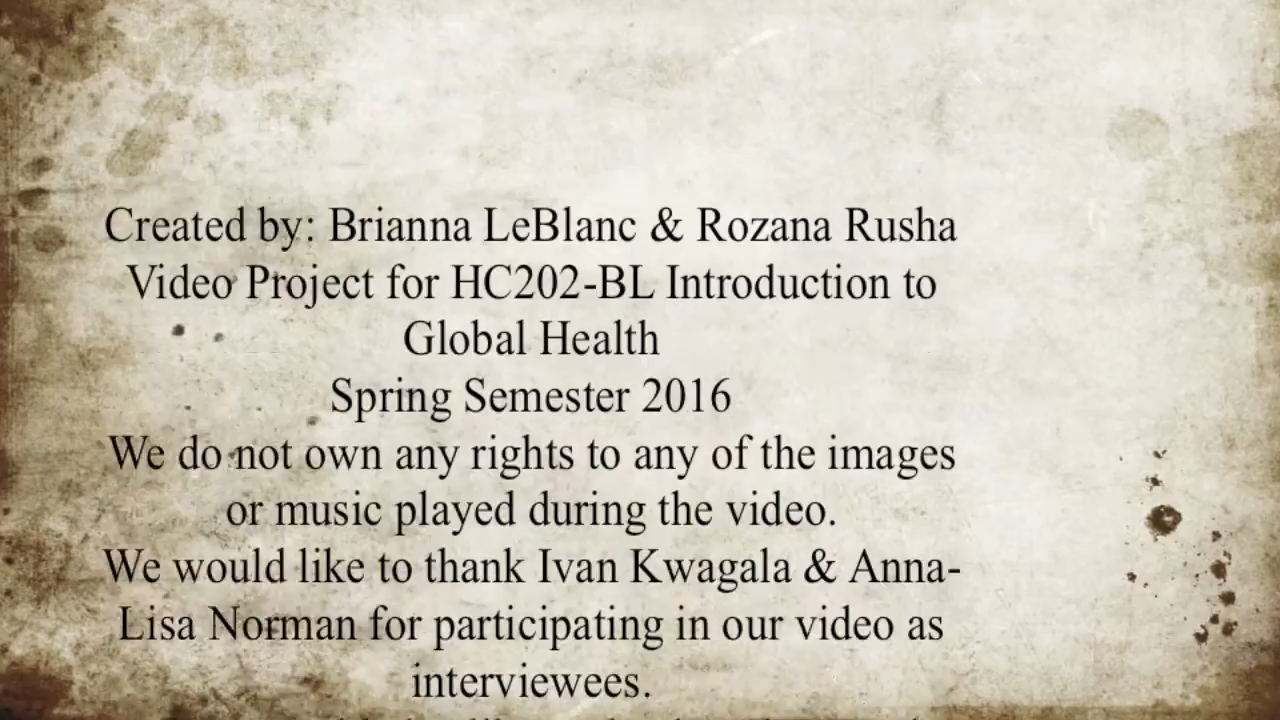 Created by: Brianna LeBlanc & Rozana Rusha
Video Project for HC202-BL Introduction to
Global Health
Spring Semester 2016
We do not own any rights to any of the images
or music played during the video.
We would like to thank Ivan Kwagala & Anna-
Lisa Norman for participating in our video as
interviewees.